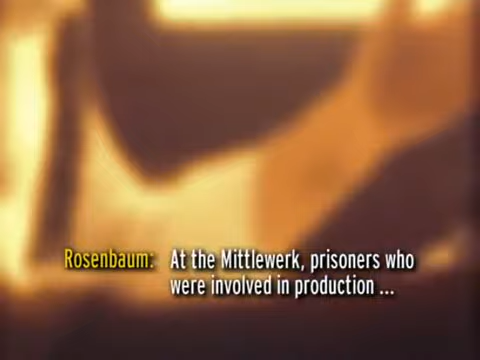 Rosenbaum: At the Mittlewerk, prisoners who
were involved in production ...